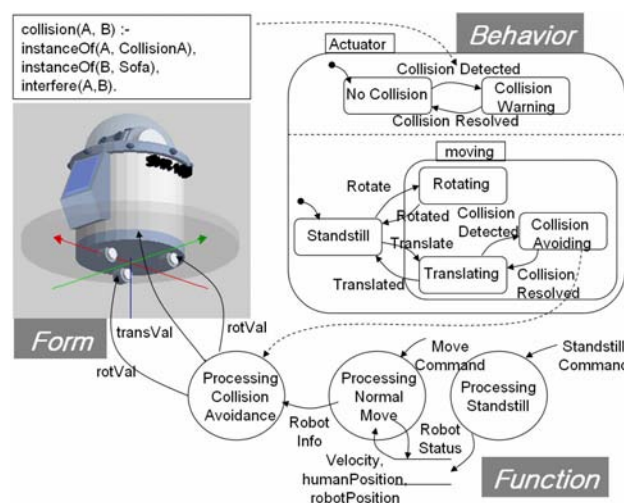 collision(A, B) :-
instanceOf(A, CollisionA),
instanceOf(B, Sofa),
interfere(A,B).
Behavior
Actuator
Collision Detected
No Collision
Collision
Warning
Collision Resolved
moving
Rotate
Rotating
Rotated
Collision
Detected
Collision
Avoiding
Standstill
Translate
Translating
Translated
Collision
Resolved
Form
transVal
rotVal
rotVal
Processing
Collision
Avoidance
Robot
Info
Processing
Normal
Move
Move
Command
Standstill
Command
Processing
Standstill
Robot
Status
Velocity,
humanPosition,
robotPosition
Function